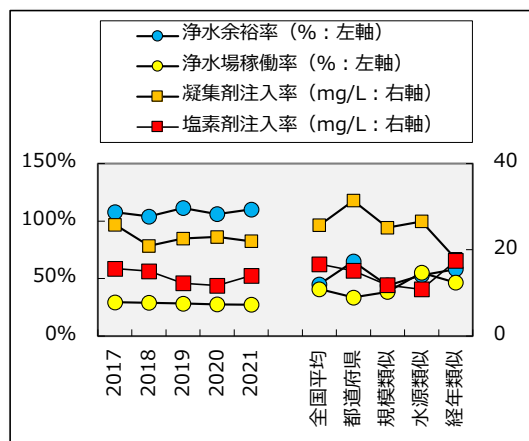 浄水余裕率（%：左軸）
浄水場稼働率（%：左軸）
凝集剤注入率（mg/L：右軸）
塩素剤注入率（mg/L：右軸）
150%
100%
50%
0%
40
20
0
2017
2018
2019
2020
2021
全国平均
都道府県
規模類似
水源類似
経年類似